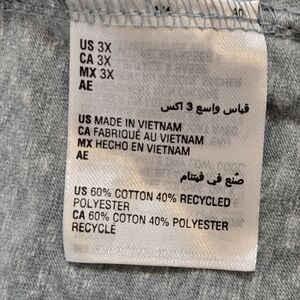 US 3X
CA 3X
MX 3X
AE
قياس واسع 3 اكس
US MADE IN VIETNAM
CA FABRIQUÉ AU VIETNAM
MX HECHO EN VIETNAM
AE
صنع في فيتنام
US 60% COTTON 40% RECYCLED
POLYESTER
CA 60% COTON 40% POLYESTER
RECYCLÉ